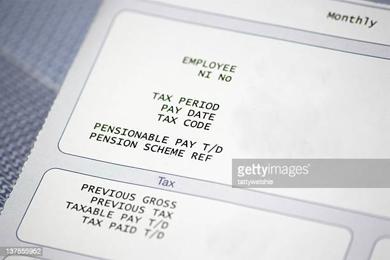 Monthly
EMPLOYEE
NI NO
TAX PERIOD
PAY DATE
TAX CODE
PENSIONABLE PAY T/D
PENSION SCHEME REF
gettyimages
tattywelshie
Tax
PREVIOUS GROSS
PREVIOUS TAX
TAXABLE PAY T/D
TAX PAID T/D
137555952